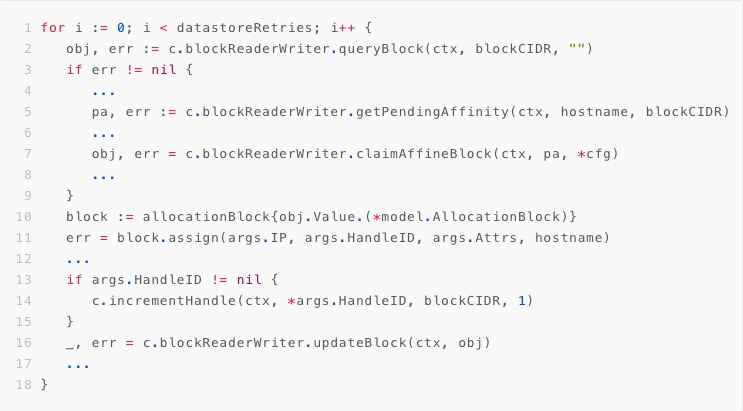 1 for i := 0; i < datastoreRetries; i++ {
2    obj, err := c.blockReaderWriter.queryBlock(ctx, blockCIDR, "")
3    if err != nil {
4       ...
5       pa, err := c.blockReaderWriter.getPendingAffinity(ctx, hostname, blockCIDR)
6       ...
7       obj, err = c.blockReaderWriter.claimAffineBlock(ctx, pa, *cfg)
8       ...
9    }
10    block := allocationBlock{obj.Value.(*model.AllocationBlock)}
11    err = block.assign(args.IP, args.HandleID, args.Attrs, hostname)
12    ...
13    if args.HandleID != nil {
14       c.incrementHandle(ctx, *args.HandleID, blockCIDR, 1)
15    }
16    _, err = c.blockReaderWriter.updateBlock(ctx, obj)
17    ...
18 }